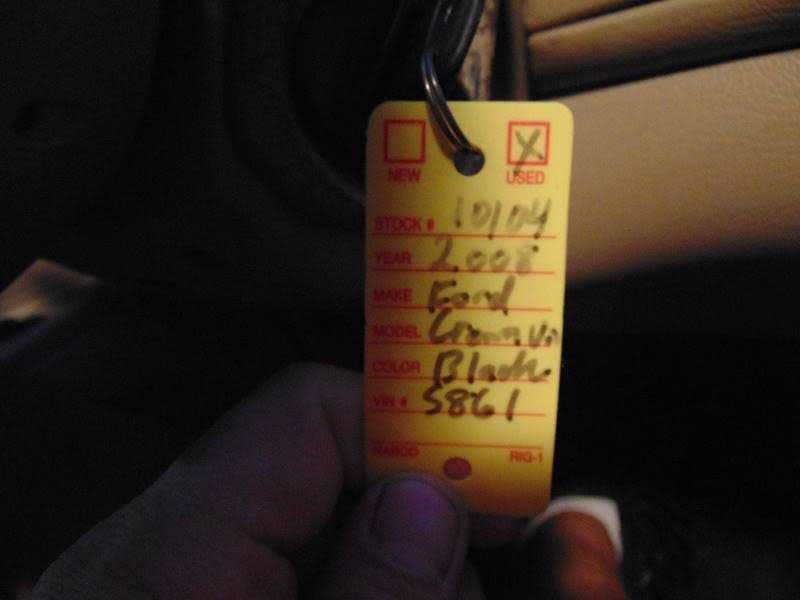 X
NEW USED
STOCK # 10104
YEAR 2008
MAKE Ford
MODEL Crown Vic
COLOR Black
VIN # 5861
RIG-1